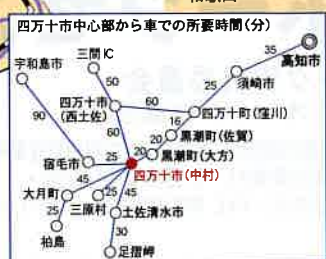 四万十市中心部から車での所要時間(分)
高知市
35
三間IC
宇和島市
須崎市
50
25
四万十市
(西土佐)
60
四万十町(窪川)
90
16
黒潮町(佐賀)
60
20
黒潮町(大方)
20
宿毛市
25
四万十市(中村)
45
大月町
25
45
25
三原村
土佐清水市
柏島
30
足摺岬